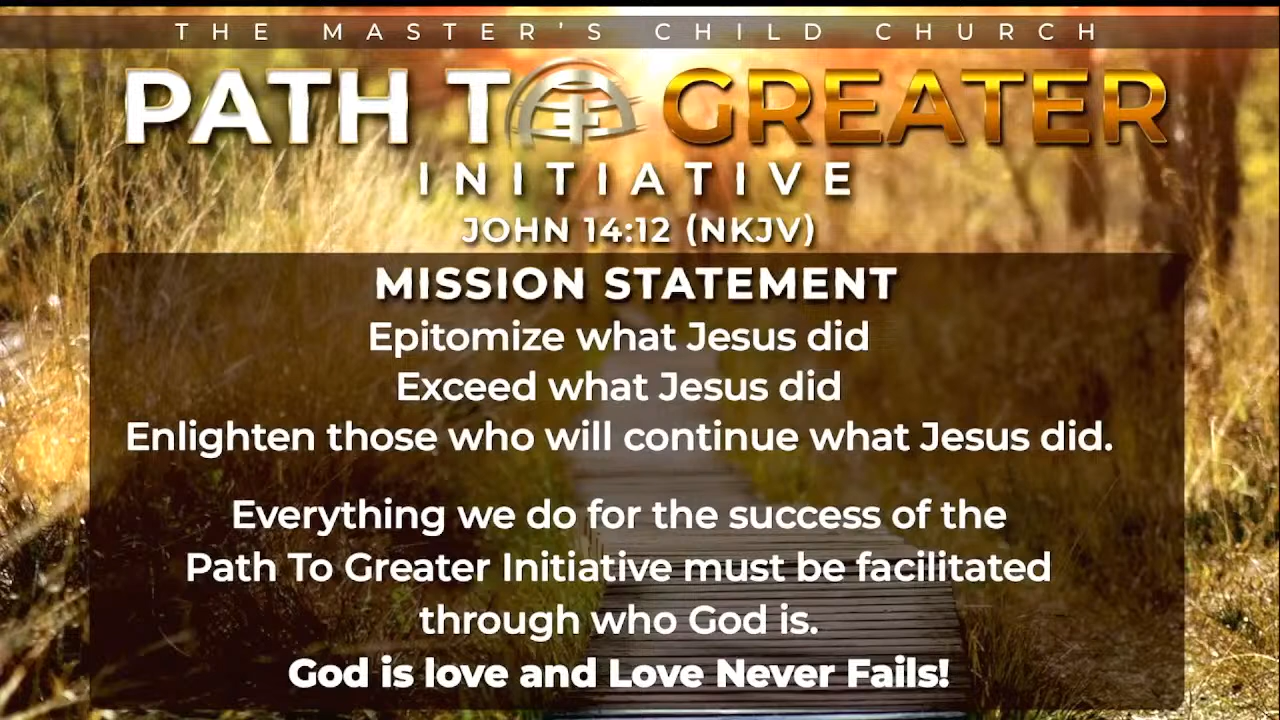 THE MASTER'S CHILD CHURCH
PATH TO GREATER
INITIATIVE
JOHN 14:12 (NKJV)
MISSION STATEMENT
Epitomize what Jesus did
Exceed what Jesus did
Enlighten those who will continue what Jesus did.
Everything we do for the success of the
Path To Greater Initiative must be facilitated
through who God is.
God is love and Love Never Fails!